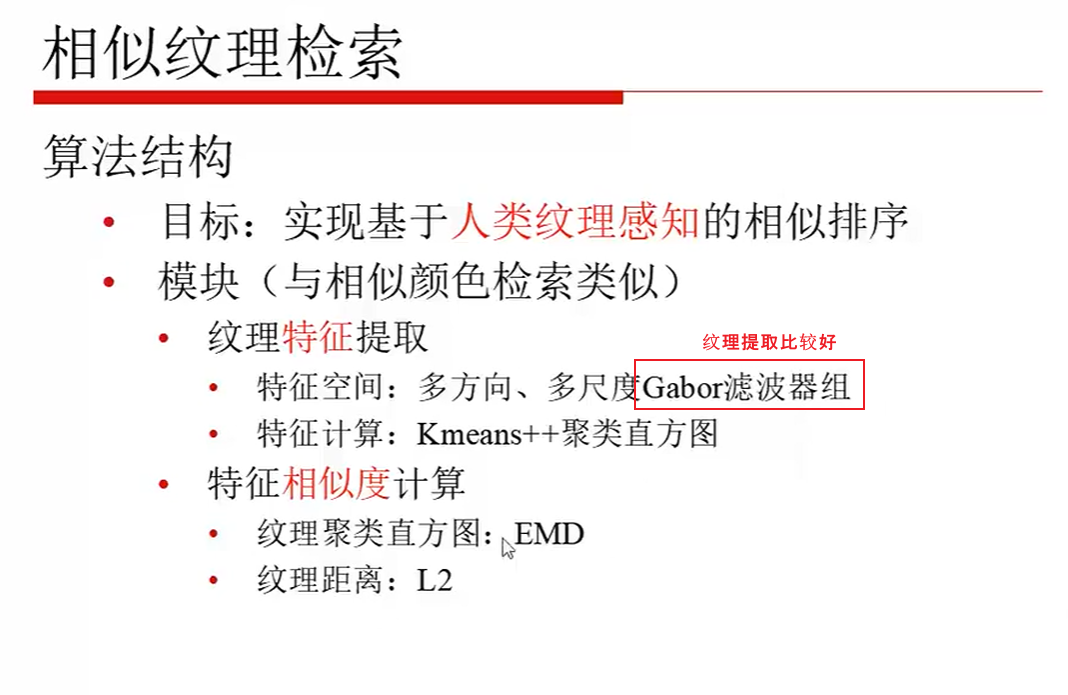 相似纹理检索
算法结构
• 目标：实现基于人类纹理感知的相似排序
• 模块（与相似颜色检索类似）
• 纹理特征提取
纹理提取比较好
• 特征空间：多方向、多尺度Gabor滤波器组
• 特征计算：Kmeans++聚类直方图
• 特征相似度计算
• 纹理聚类直方图：EMD
• 纹理距离：L2